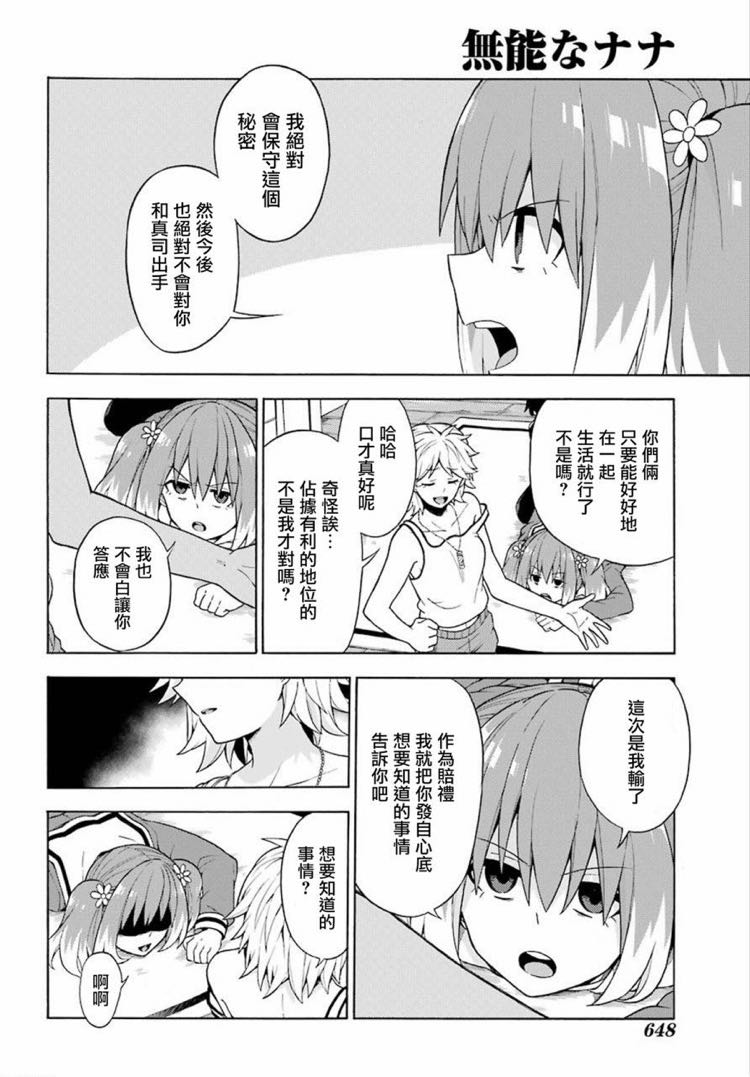 無能なナナ
我絕對
會保守這個
秘密
然後今後
也絕對不會對你
和真司出手
你們倆
只要能好好地
在一起
生活就行了
不是嗎？
哈哈
口才真好呢
奇怪誒…
佔據有利的地位的
不是我才對嗎？
我也
不會白讓你
答應
這次是我輸了
作為賠禮
我就把你發自心底
想要知道的事情
告訴你吧
想要知道的
事情？
啊啊
648